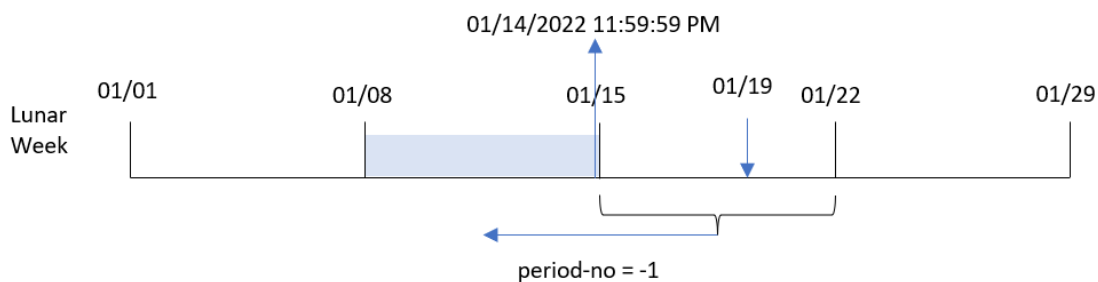 01/14/2022 11:59:59 PM
01/01
01/08
01/15
01/19
01/22
01/29
Lunar
Week
period-no = -1